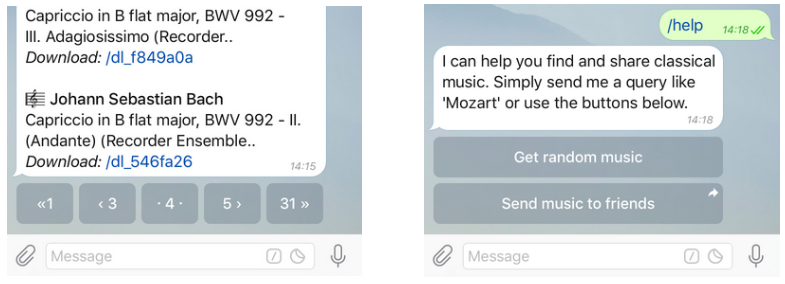 Capriccio in B flat major, BWV 992 -
III. Adagiosissimo (Recorder..
Download: /dl_f849a0a
🎼 Johann Sebastian Bach
Capriccio in B flat major, BWV 992 - II.
(Andante) (Recorder Ensemble..
Download: /dl_546fa26
14:15
«1
‹ 3
· 4 ·
5 ›
31 »
Message
/help
14:18
I can help you find and share classical
music. Simply send me a query like
'Mozart' or use the buttons below.
14:18
Get random music
Send music to friends
Message